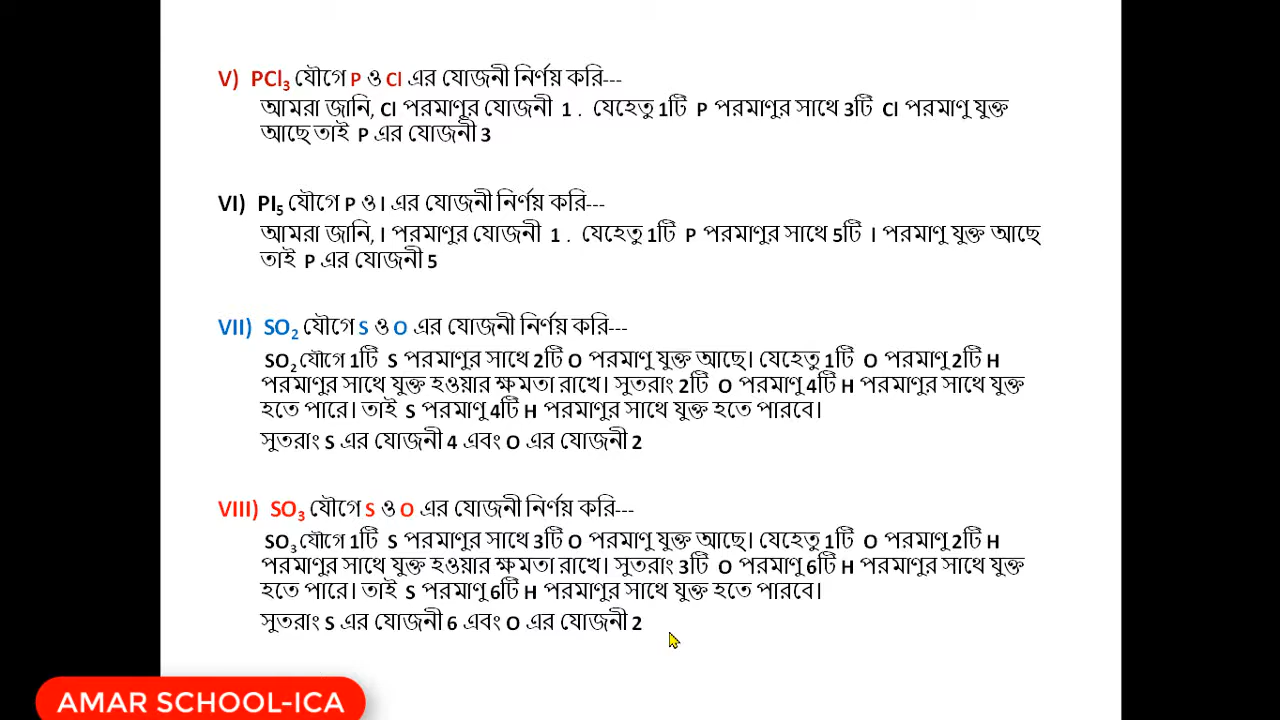 V) PCl₃ যৌগে P ও Cl এর যোজনী নির্ণয় করি---
আমরা জানি, Cl পরমাণুর যোজনী 1 . যেহেতু 1টি P পরমাণুর সাথে 3টি Cl পরমাণু যুক্ত
আছে তাই P এর যোজনী 3
VI) PI₅ যৌগে P ও I এর যোজনী নির্ণয় করি---
আমরা জানি, I পরমাণুর যোজনী 1 . যেহেতু 1টি P পরমাণুর সাথে 5টি I পরমাণু যুক্ত আছে
তাই P এর যোজনী 5
VII) SO₂ যৌগে S ও O এর যোজনী নির্ণয় করি---
SO₂ যৌগে 1টি S পরমাণুর সাথে 2টি O পরমাণু যুক্ত আছে। যেহেতু 1টি O পরমাণু 2টি H
পরমাণুর সাথে যুক্ত হওয়ার ক্ষমতা রাখে। সুতরাং 2টি O পরমাণু 4টি H পরমাণুর সাথে যুক্ত
হতে পারে। তাই S পরমাণু 4টি H পরমাণুর সাথে যুক্ত হতে পারবে।
সুতরাং S এর যোজনী 4 এবং O এর যোজনী 2
VIII) SO₃ যৌগে S ও O এর যোজনী নির্ণয় করি---
SO₃ যৌগে 1টি S পরমাণুর সাথে 3টি O পরমাণু যুক্ত আছে। যেহেতু 1টি O পরমাণু 2টি H
পরমাণুর সাথে যুক্ত হওয়ার ক্ষমতা রাখে। সুতরাং 3টি O পরমাণু 6টি H পরমাণুর সাথে যুক্ত
হতে পারে। তাই S পরমাণু 6টি H পরমাণুর সাথে যুক্ত হতে পারবে।
সুতরাং S এর যোজনী 6 এবং O এর যোজনী 2
AMAR SCHOOL-ICA